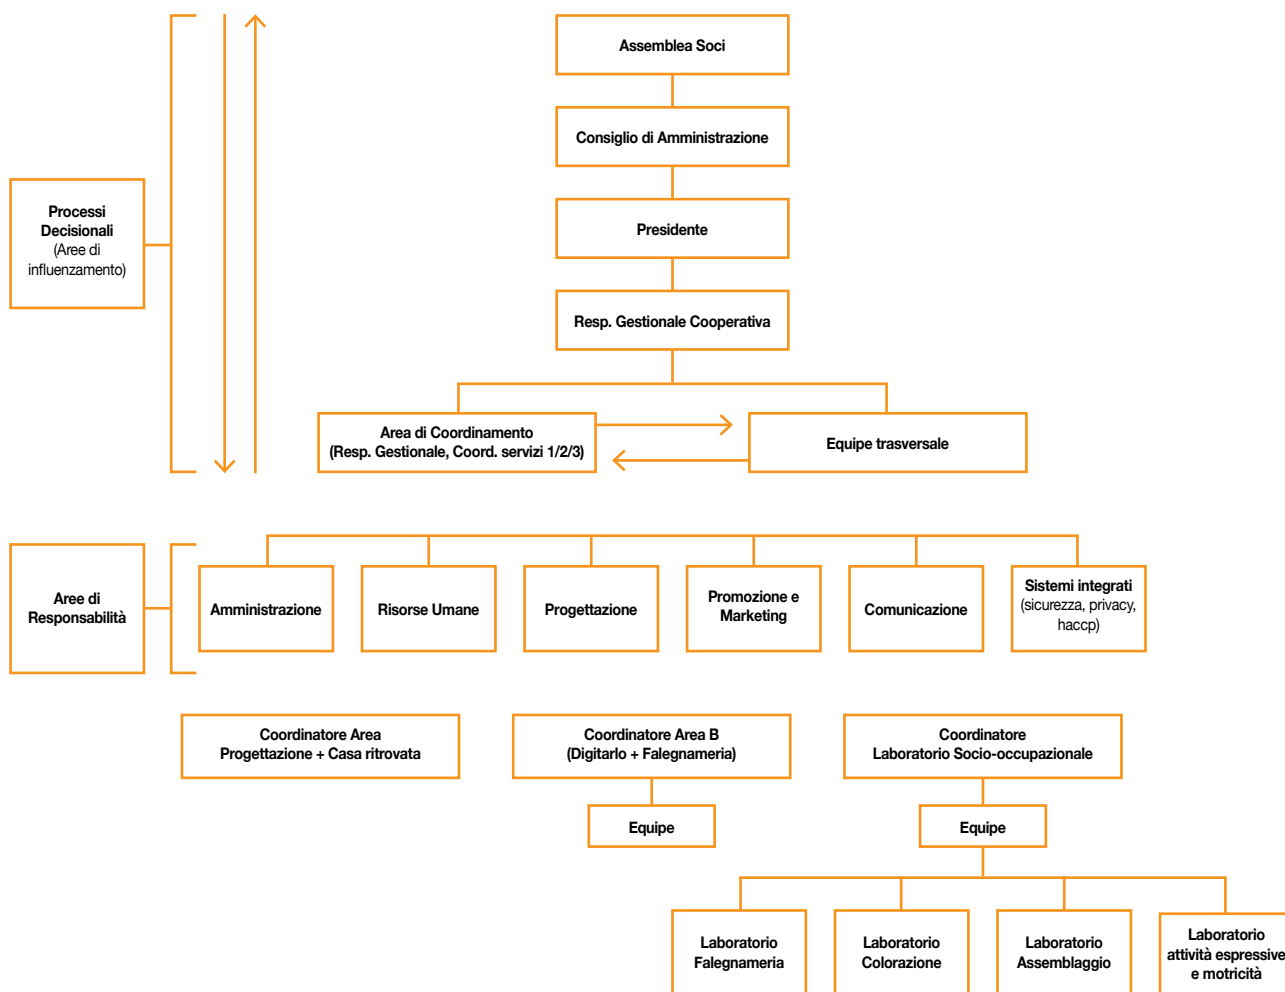 Assemblea Soci
Consiglio di Amministrazione
Processi
Decisionali
(Aree di
influenzamento)
Presidente
Resp. Gestionale Cooperativa
Area di Coordinamento
(Resp. Gestionale, Coord. servizi 1/2/3)
Equipe trasversale
Aree di
Responsabilità
Amministrazione
Risorse Umane
Progettazione
Promozione e
Marketing
Comunicazione
Sistemi integrati
(sicurezza, privacy,
haccp)
Coordinatore Area
Progettazione + Casa ritrovata
Coordinatore Area B
(Digitarlo + Falegnameria)
Coordinatore
Laboratorio Socio-occupazionale
Equipe
Equipe
Laboratorio
Falegnameria
Laboratorio
Colorazione
Laboratorio
Assemblaggio
Laboratorio
attività espressive
e motricità